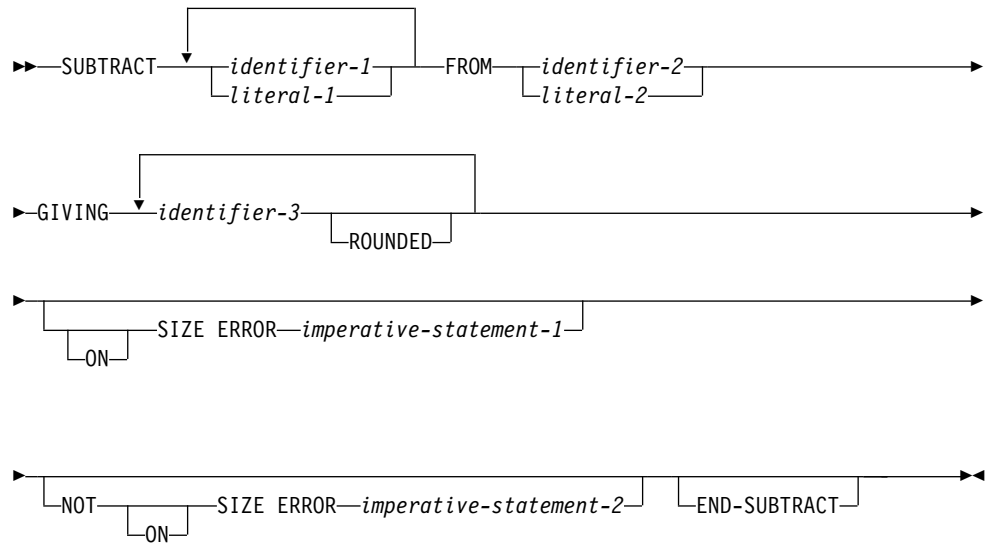 SUBTRACT identifier-1 FROM identifier-2
literal-1 literal-2
GIVING identifier-3
ROUNDED
SIZE ERROR imperative-statement-1
ON
NOT SIZE ERROR imperative-statement-2 END-SUBTRACT
ON